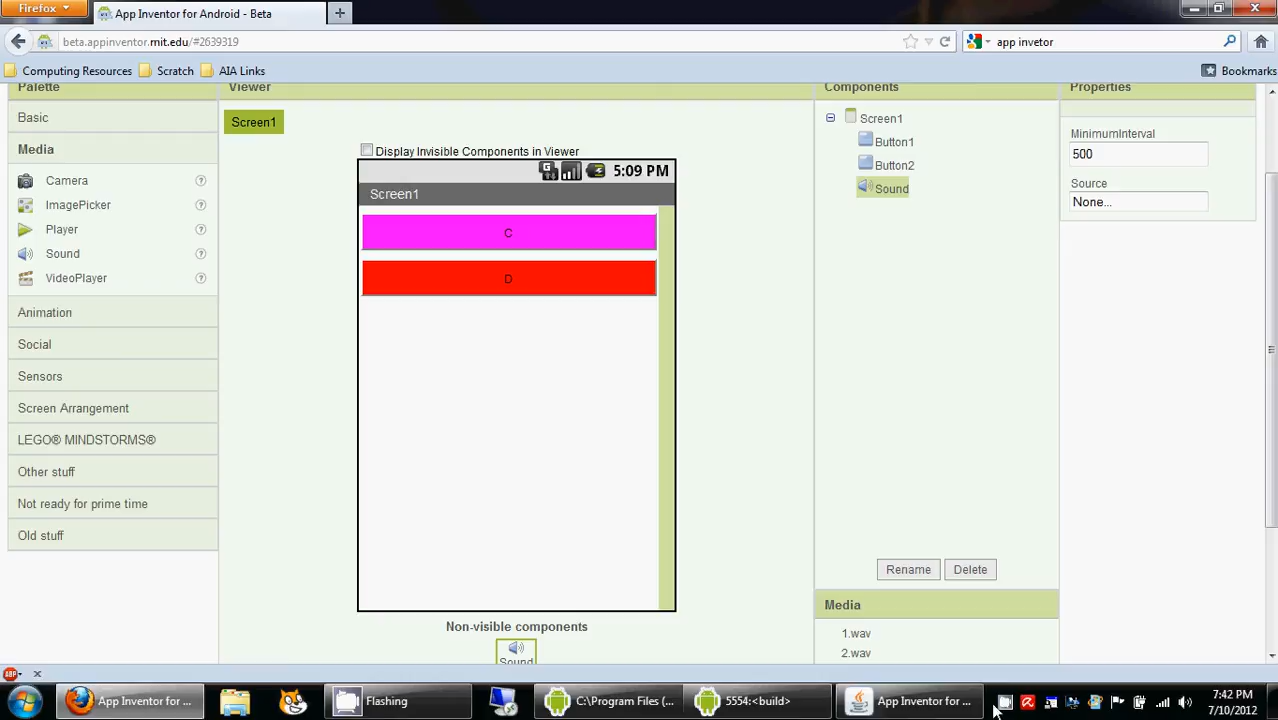 Firefox
App Inventor for Android - Beta
beta.appinventor.mit.edu/#2639319
app invetor
Computing Resources
Scratch
AIA Links
Bookmarks
Palette
Viewer
Components
Properties
Basic
Media
Camera
ImagePicker
Player
Sound
VideoPlayer
Animation
Social
Sensors
Screen Arrangement
LEGO® MINDSTORMS®
Other stuff
Not ready for prime time
Old stuff
Screen1
Display Invisible Components in Viewer
5:09 PM
Screen1
C
D
Non-visible components
Sound
Screen1
Button1
Button2
Sound
Rename
Delete
Media
1.wav
2.wav
MinimumInterval
500
Source
None...
ABP
App Inventor for ...
Flashing
C:\Program Files (...
5554:<build>
App Inventor for ...
7:42 PM
7/10/2012